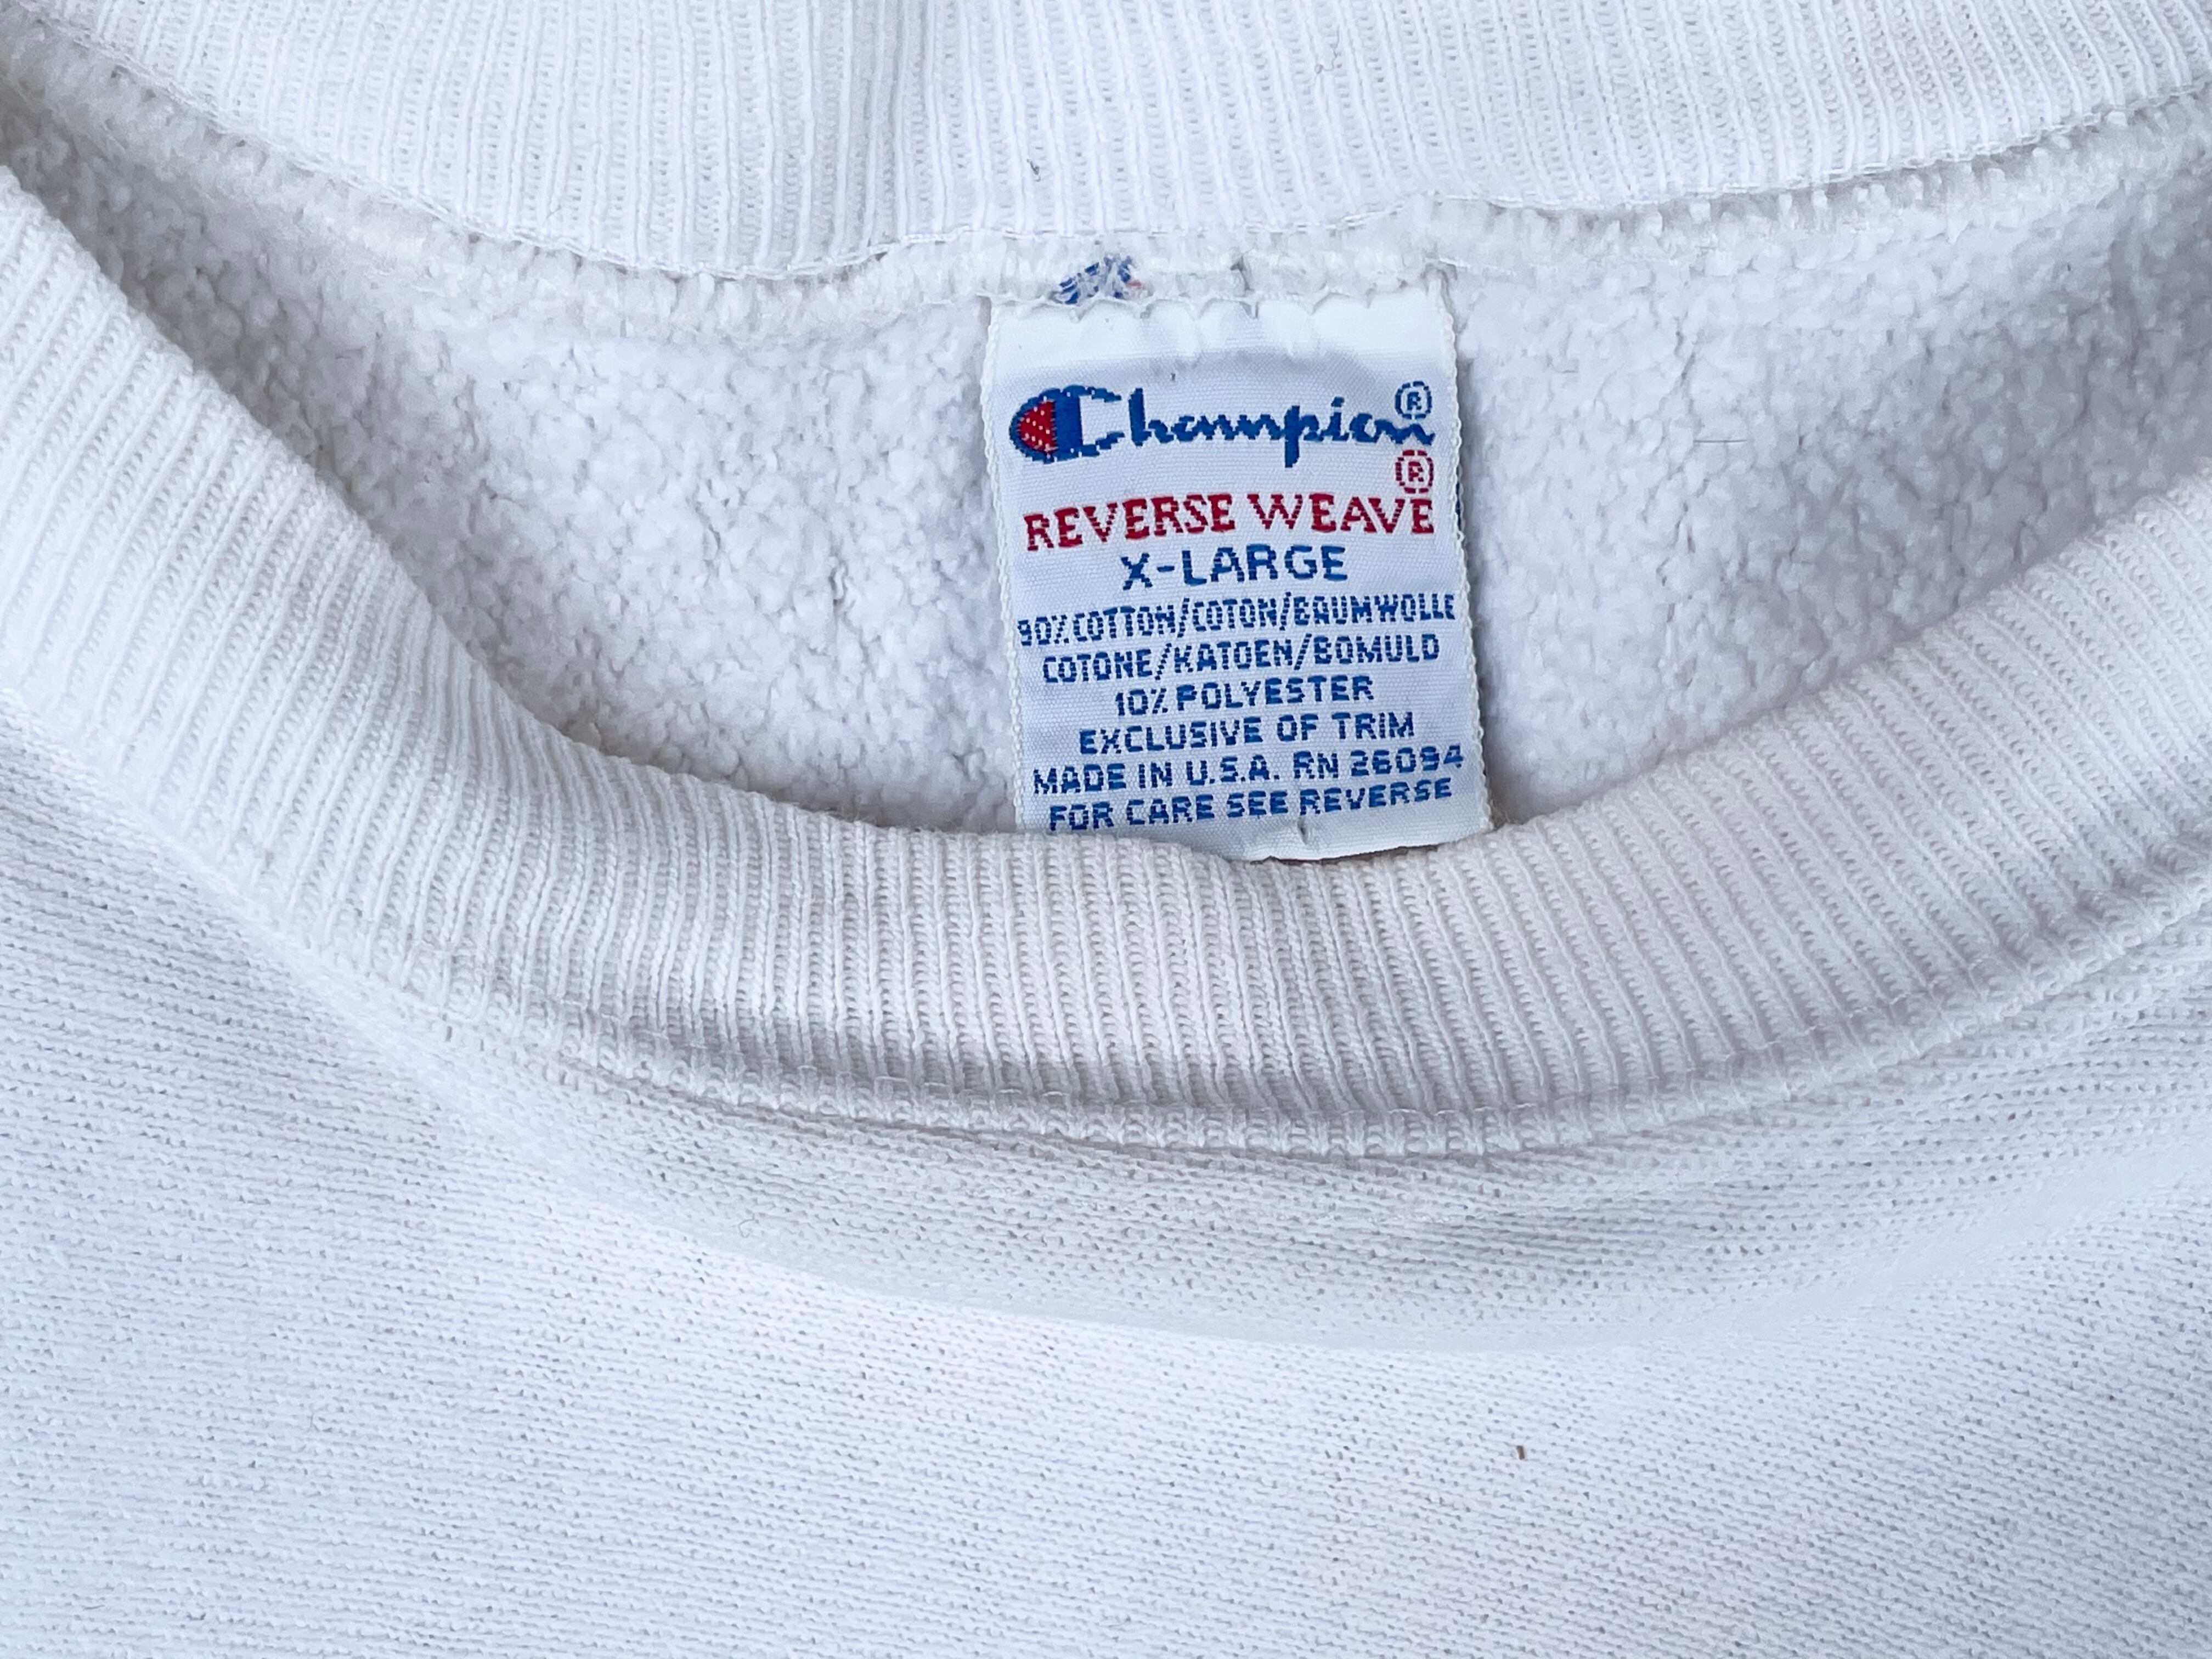 Champion®
®
REVERSE WEAVE
X-LARGE
90% COTTON/COTON/BAUMWOLLE
COTONE/KATOEN/BOMULD
10% POLYESTER
EXCLUSIVE OF TRIM
MADE IN U.S.A. RN 26094
FOR CARE SEE REVERSE